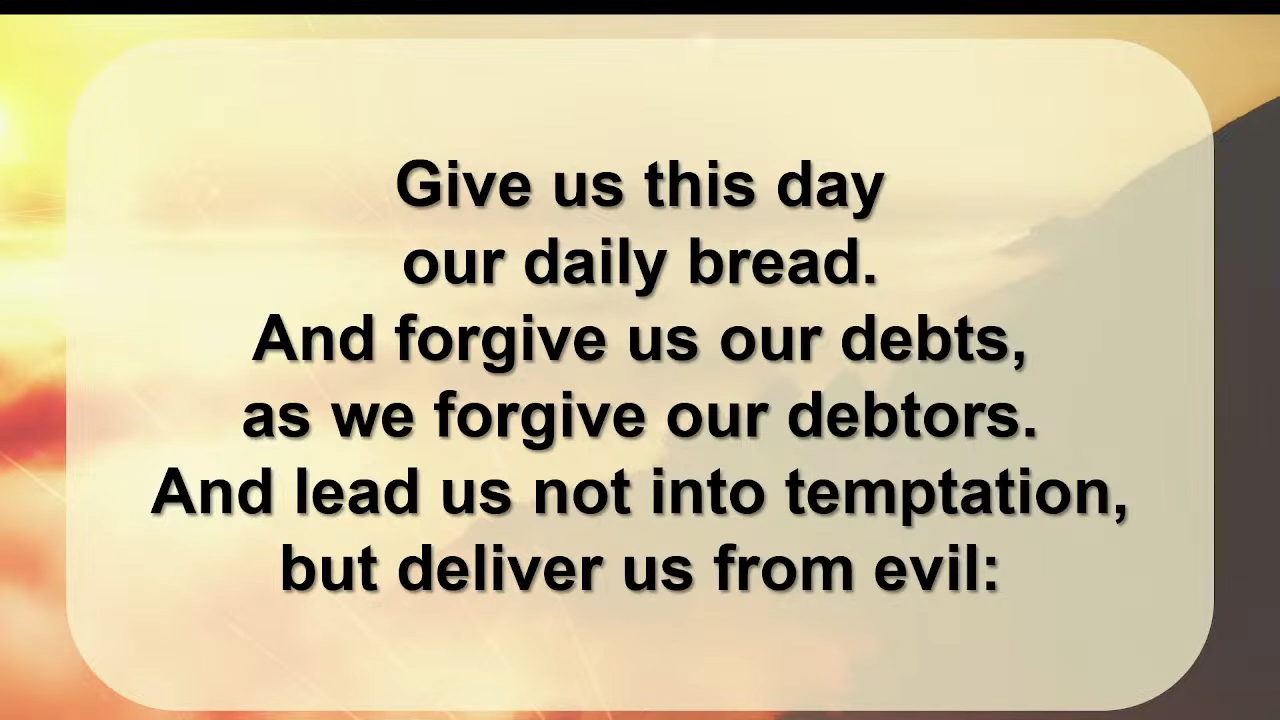 Give us this day
our daily bread.
And forgive us our debts,
as we forgive our debtors.
And lead us not into temptation,
but deliver us from evil: